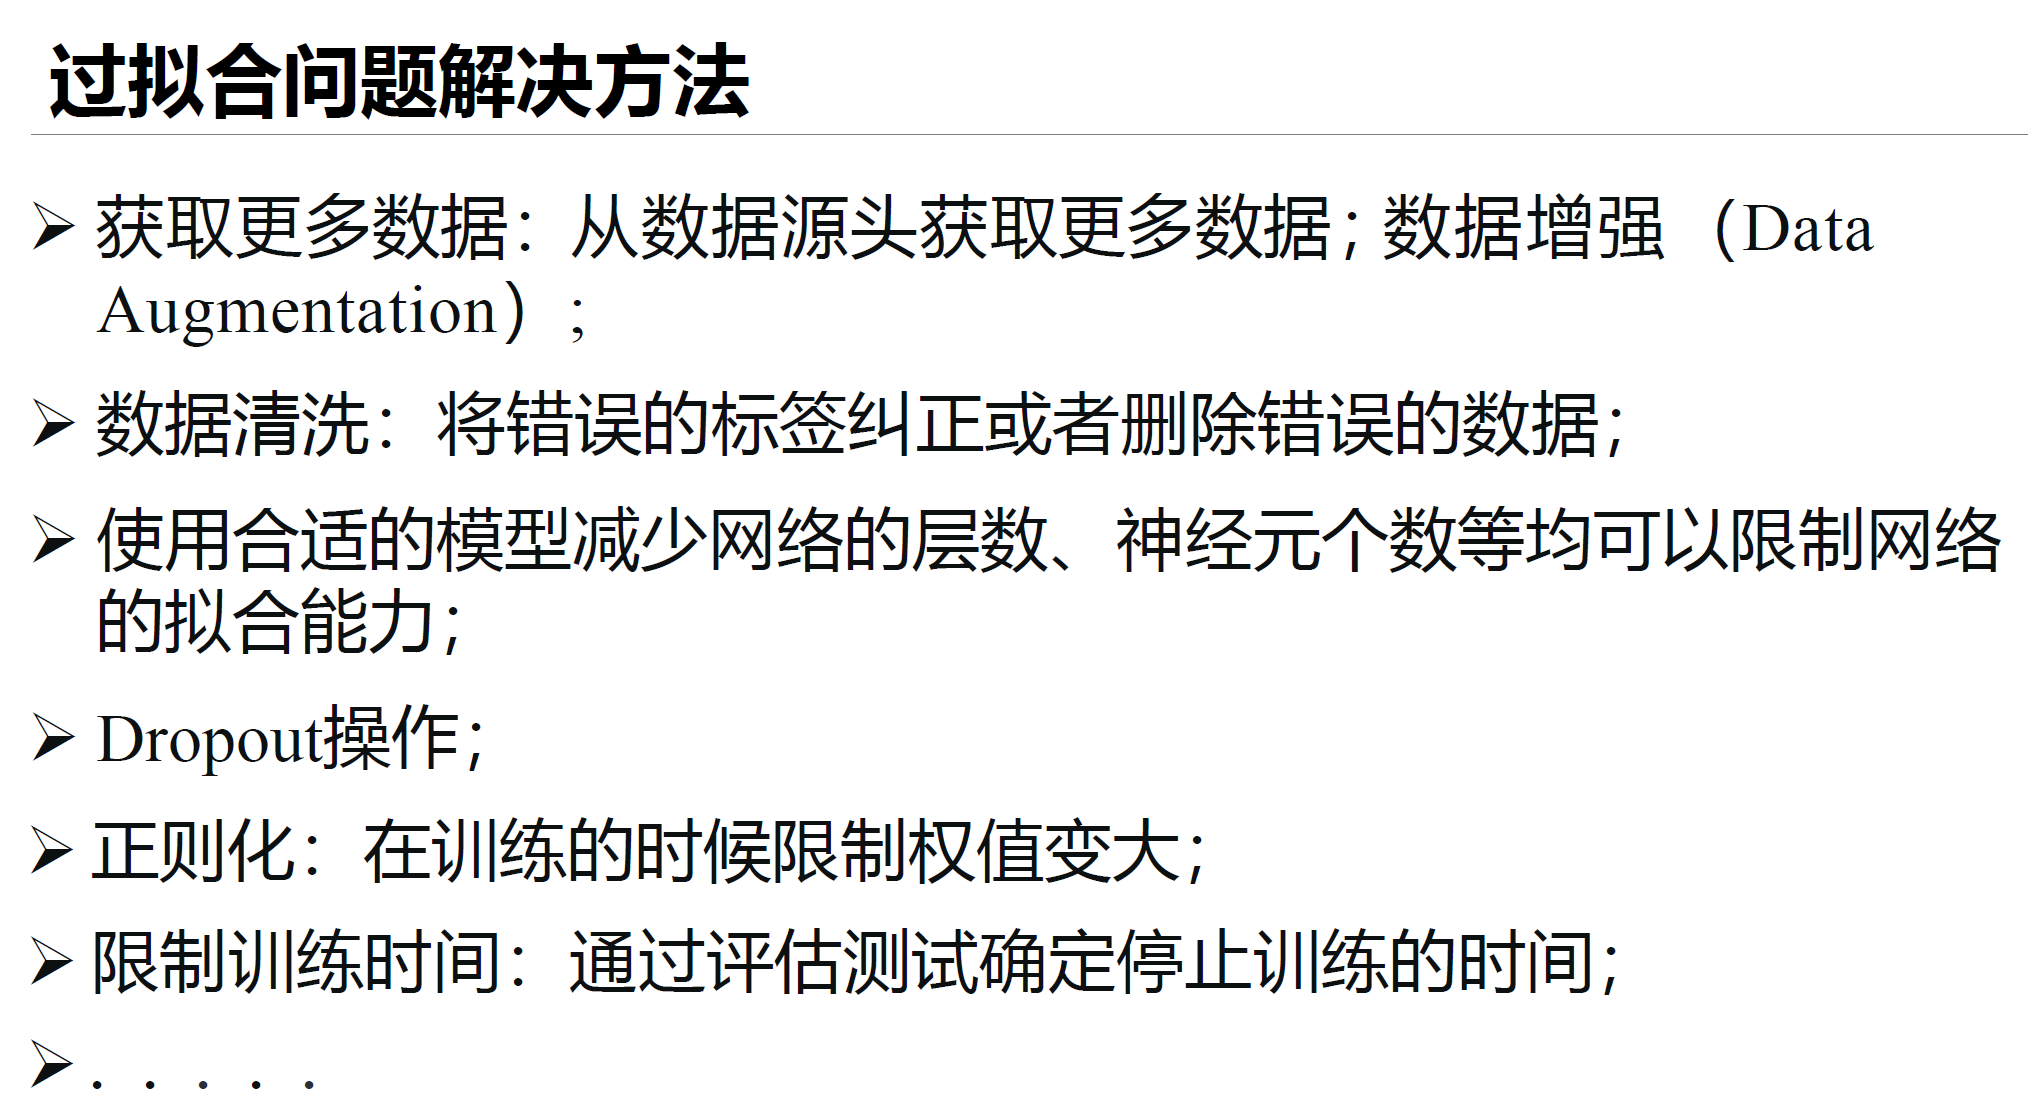 过拟合问题解决方法
➢ 获取更多数据：从数据源头获取更多数据；数据增强（Data
Augmentation）;
➢ 数据清洗：将错误的标签纠正或者删除错误的数据；
➢ 使用合适的模型减少网络的层数、神经元个数等均可以限制网络
的拟合能力；
➢ Dropout操作；
➢ 正则化：在训练的时候限制权值变大；
➢ 限制训练时间：通过评估测试确定停止训练的时间；
➢ . . . . .